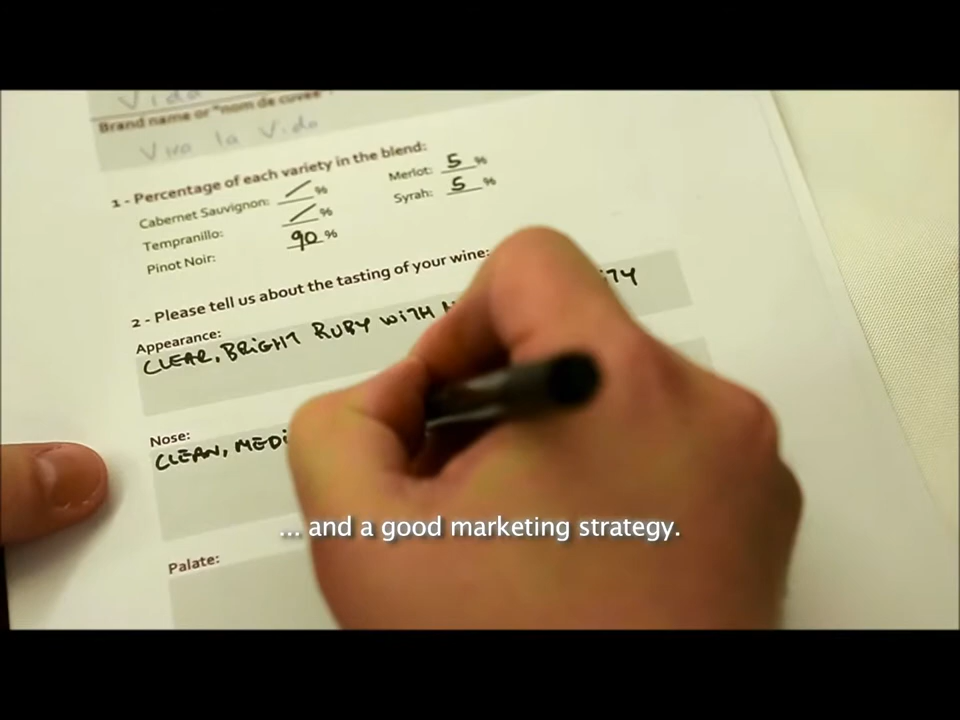 Vida
Brand name or "nom de cuvée":
Viva la Vida
1 - Percentage of each variety in the blend:
Cabernet Sauvignon: / %
Merlot: 5 %
Tempranillo: / %
Syrah: 5 %
Pinot Noir: 90 %
2 - Please tell us about the tasting of your wine:
Appearance:
CLEAR, BRIGHT RUBY WITH
Nose:
CLEAN,
Palate:
... and a good marketing strategy.